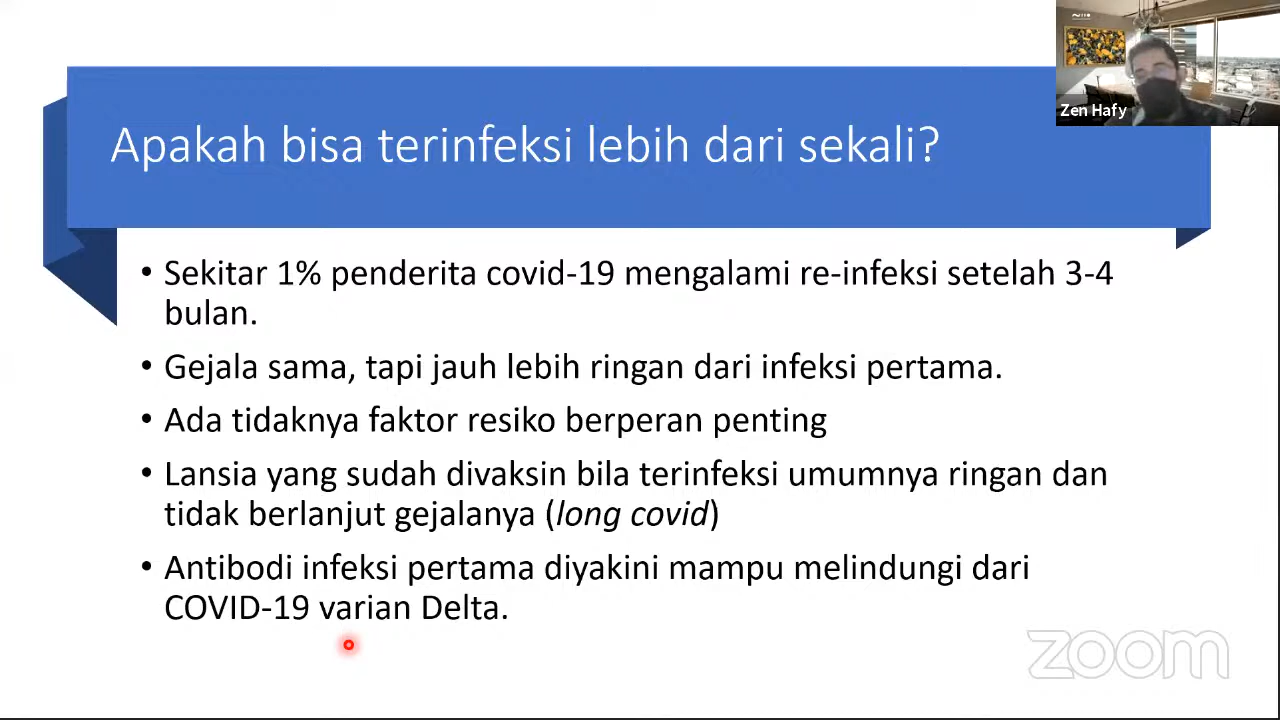 Zen Hafy
Apakah bisa terinfeksi lebih dari sekali?
• Sekitar 1% penderita covid-19 mengalami re-infeksi setelah 3-4
bulan.
• Gejala sama, tapi jauh lebih ringan dari infeksi pertama.
• Ada tidaknya faktor resiko berperan penting
• Lansia yang sudah divaksin bila terinfeksi umumnya ringan dan
tidak berlanjut gejalanya (long covid)
• Antibodi infeksi pertama diyakini mampu melindungi dari
COVID-19 varian Delta.
zoom